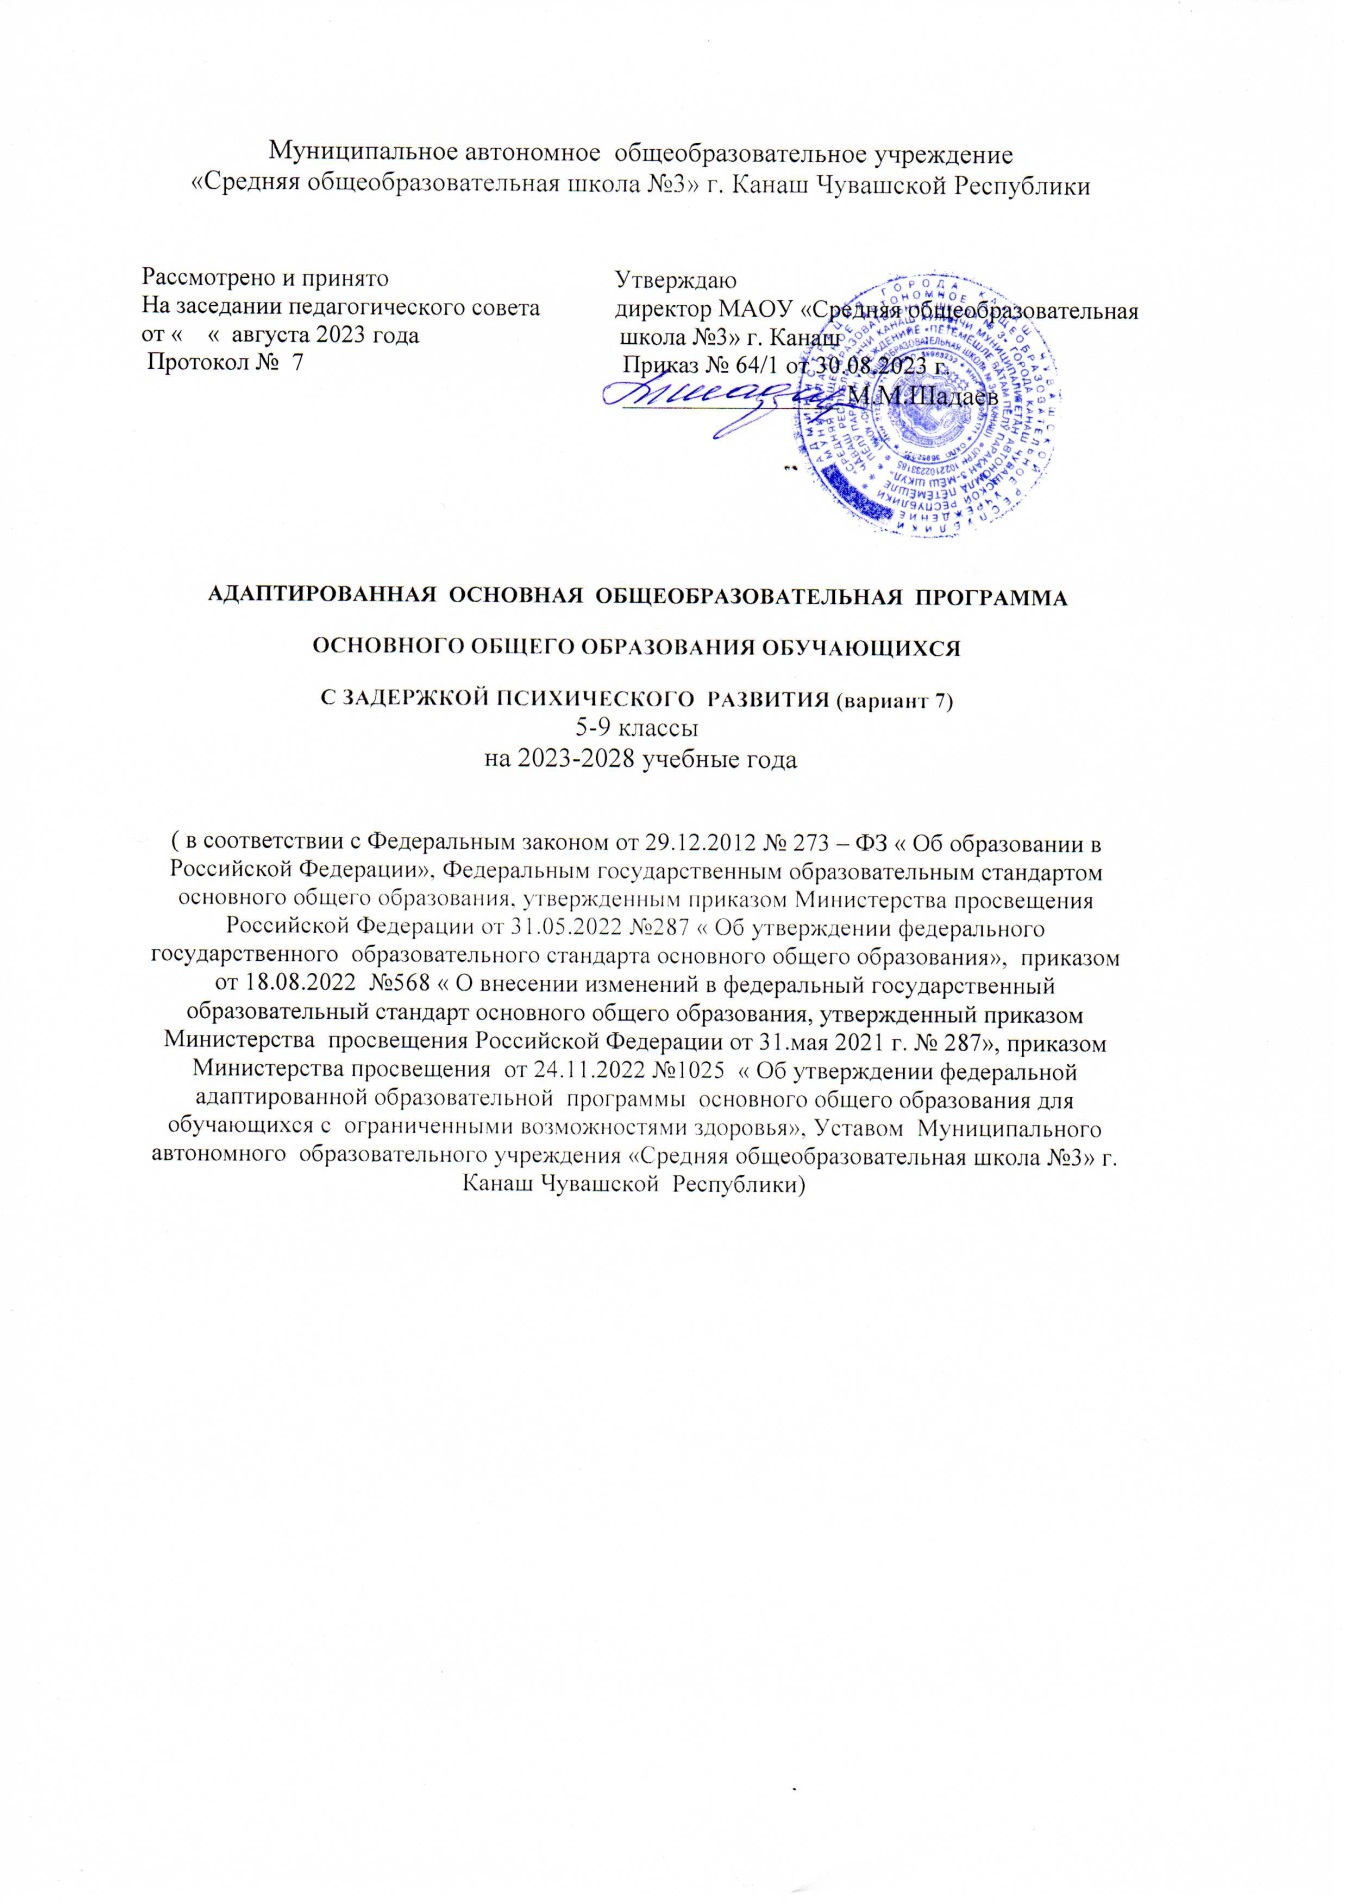 Муниципальное автономное общеобразовательное учреждение
«Средняя общеобразовательная школа №3» г. Канаш Чувашской Республики
Рассмотрено и принято
На заседании педагогического совета
от « « августа 2023 года
Протокол № 7
Утверждаю
директор МАОУ «Средняя общеобразовательная
школа №3» г. Канаш
Приказ № 64/1 от 30.08.2023 г.
М.М.Шадаев
АДАПТИРОВАННАЯ ОСНОВНАЯ ОБЩЕОБРАЗОВАТЕЛЬНАЯ ПРОГРАММА
ОСНОВНОГО ОБЩЕГО ОБРАЗОВАНИЯ ОБУЧАЮЩИХСЯ
С ЗАДЕРЖКОЙ ПСИХИЧЕСКОГО РАЗВИТИЯ (вариант 7)
5-9 классы
на 2023-2028 учебные года
( в соответствии с Федеральным законом от 29.12.2012 № 273 – ФЗ « Об образовании в
Российской Федерации», Федеральным государственным образовательным стандартом
основного общего образования, утвержденным приказом Министерства просвещения
Российской Федерации от 31.05.2022 №287 « Об утверждении федерального
государственного образовательного стандарта основного общего образования», приказом
от 18.08.2022 №568 « О внесении изменений в федеральный государственный
образовательный стандарт основного общего образования, утвержденный приказом
Министерства просвещения Российской Федерации от 31.мая 2021 г. № 287», приказом
Министерства просвещения от 24.11.2022 №1025 « Об утверждении федеральной
адаптированной образовательной программы основного общего образования для
обучающихся с ограниченными возможностями здоровья», Уставом Муниципального
автономного образовательного учреждения «Средняя общеобразовательная школа №3» г.
Канаш Чувашской Республики)